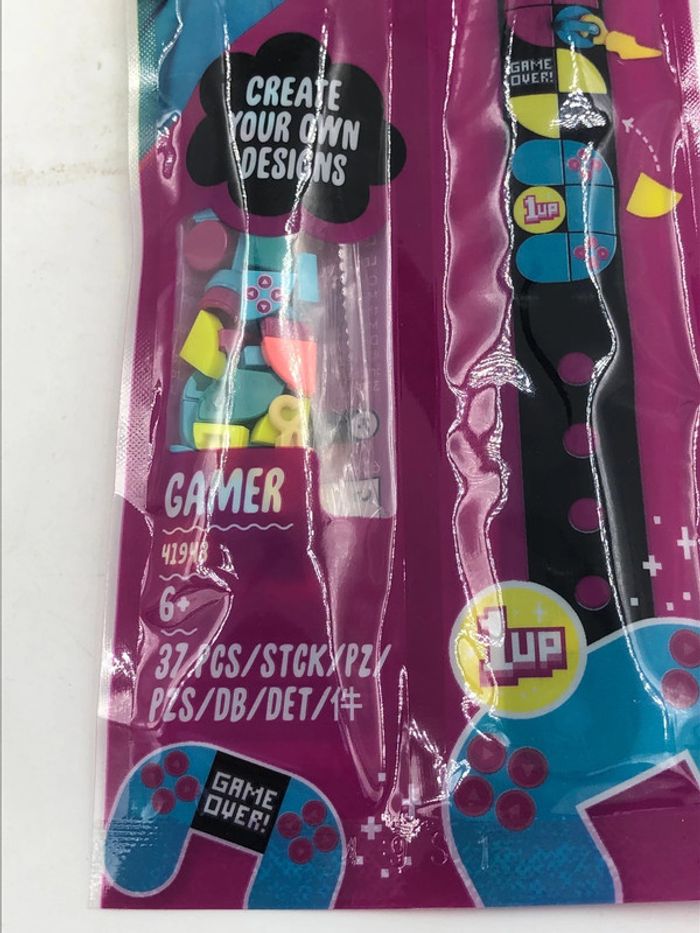 CREATE
YOUR OWN
DESIGNS
GAME
OVER!
1UP
GAMER
41943
6+
37 PCS/STCK/PZ/
PZS/DB/DET/件
1UP
GAME
OVER!